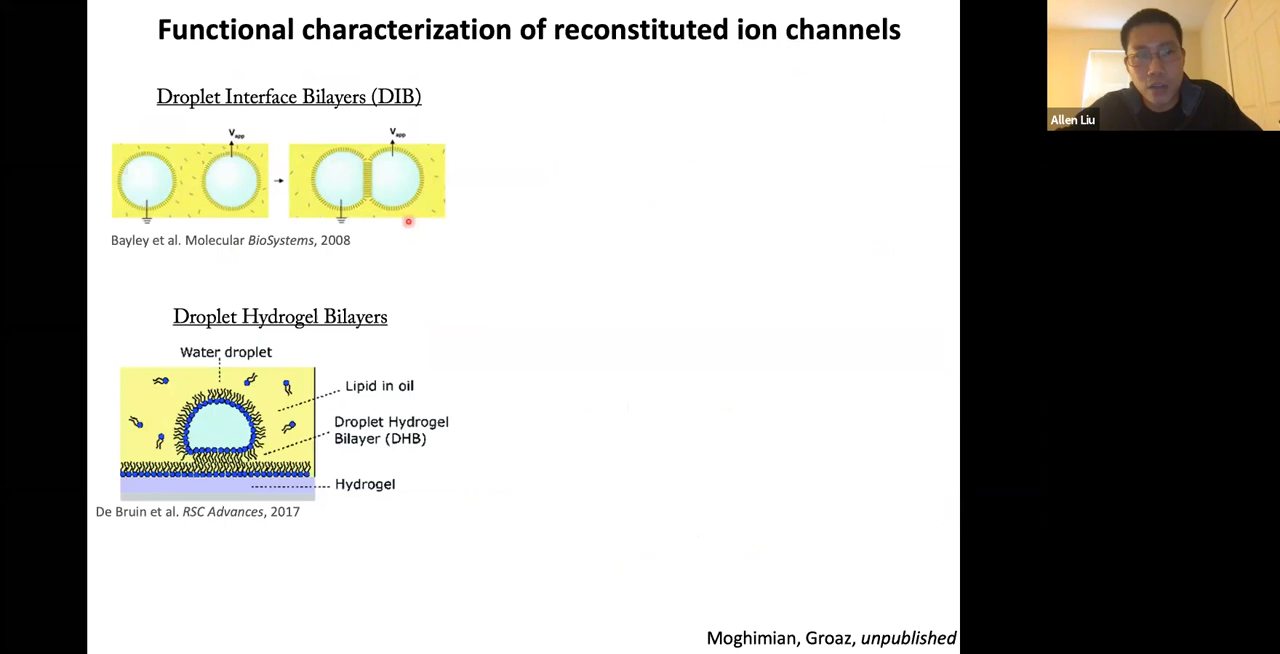 Functional characterization of reconstituted ion channels
Allen Liu
Droplet Interface Bilayers (DIB)
Vapp
Vapp
Bayley et al. Molecular BioSystems, 2008
Droplet Hydrogel Bilayers
Water droplet
Lipid in oil
Droplet Hydrogel
Bilayer (DHB)
Hydrogel
De Bruin et al. RSC Advances, 2017
Moghimian, Groaz, unpublished